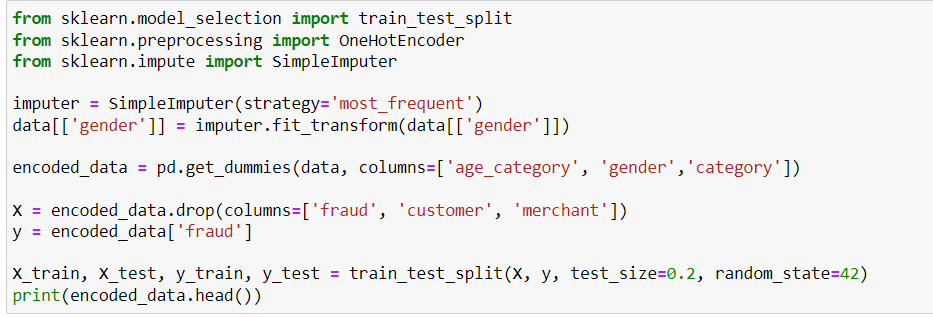 from sklearn.model_selection import train_test_split
from sklearn.preprocessing import OneHotEncoder
from sklearn.impute import SimpleImputer
imputer = SimpleImputer(strategy='most_frequent')
data[['gender']] = imputer.fit_transform(data[['gender']])
encoded_data = pd.get_dummies(data, columns=['age_category', 'gender','category'])
X = encoded_data.drop(columns=['fraud', 'customer', 'merchant'])
y = encoded_data['fraud']
X_train, X_test, y_train, y_test = train_test_split(X, y, test_size=0.2, random_state=42)
print(encoded_data.head())